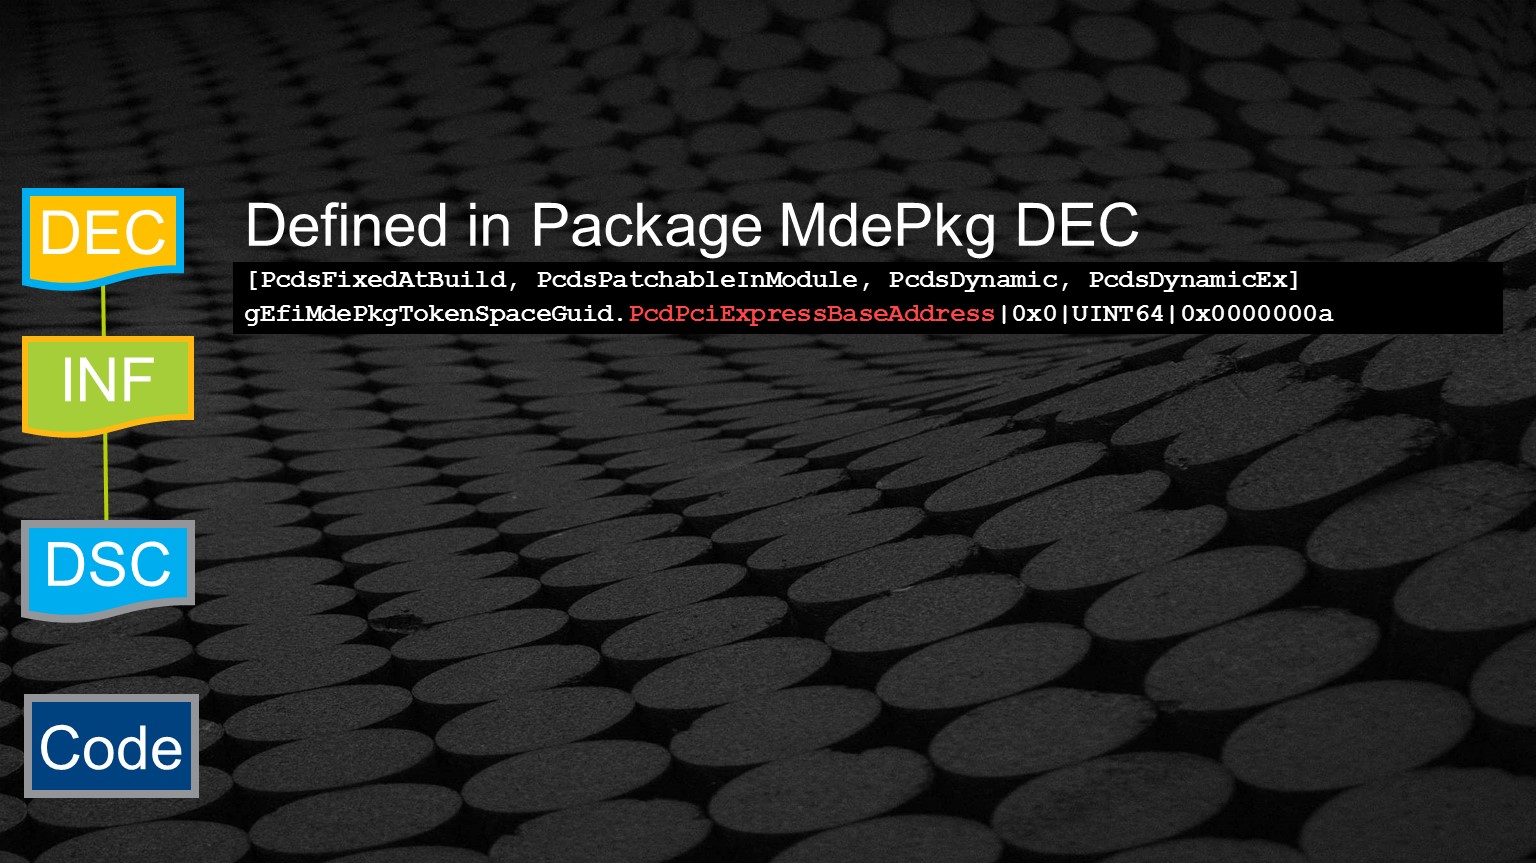 DEC
Defined in Package MdePkg DEC
[PcdsFixedAtBuild, PcdsPatchableInModule, PcdsDynamic, PcdsDynamicEx]
gEfiMdePkgTokenSpaceGuid.PcdPciExpressBaseAddress|0x0|UINT64|0x0000000a
INF
DSC
Code